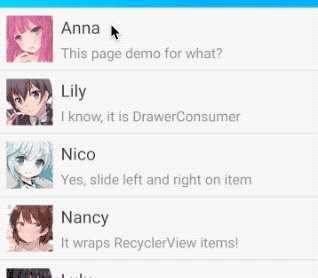 Anna
This page demo for what?
Lily
I know, it is DrawerConsumer
Nico
Yes, slide left and right on item
Nancy
It wraps RecyclerView items!